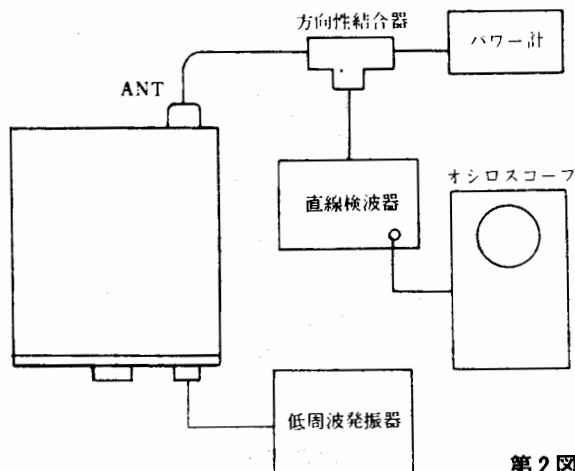 方向性結合器
パワー計
ANT
直線検波器
オシロスコープ
低周波発振器
第2図